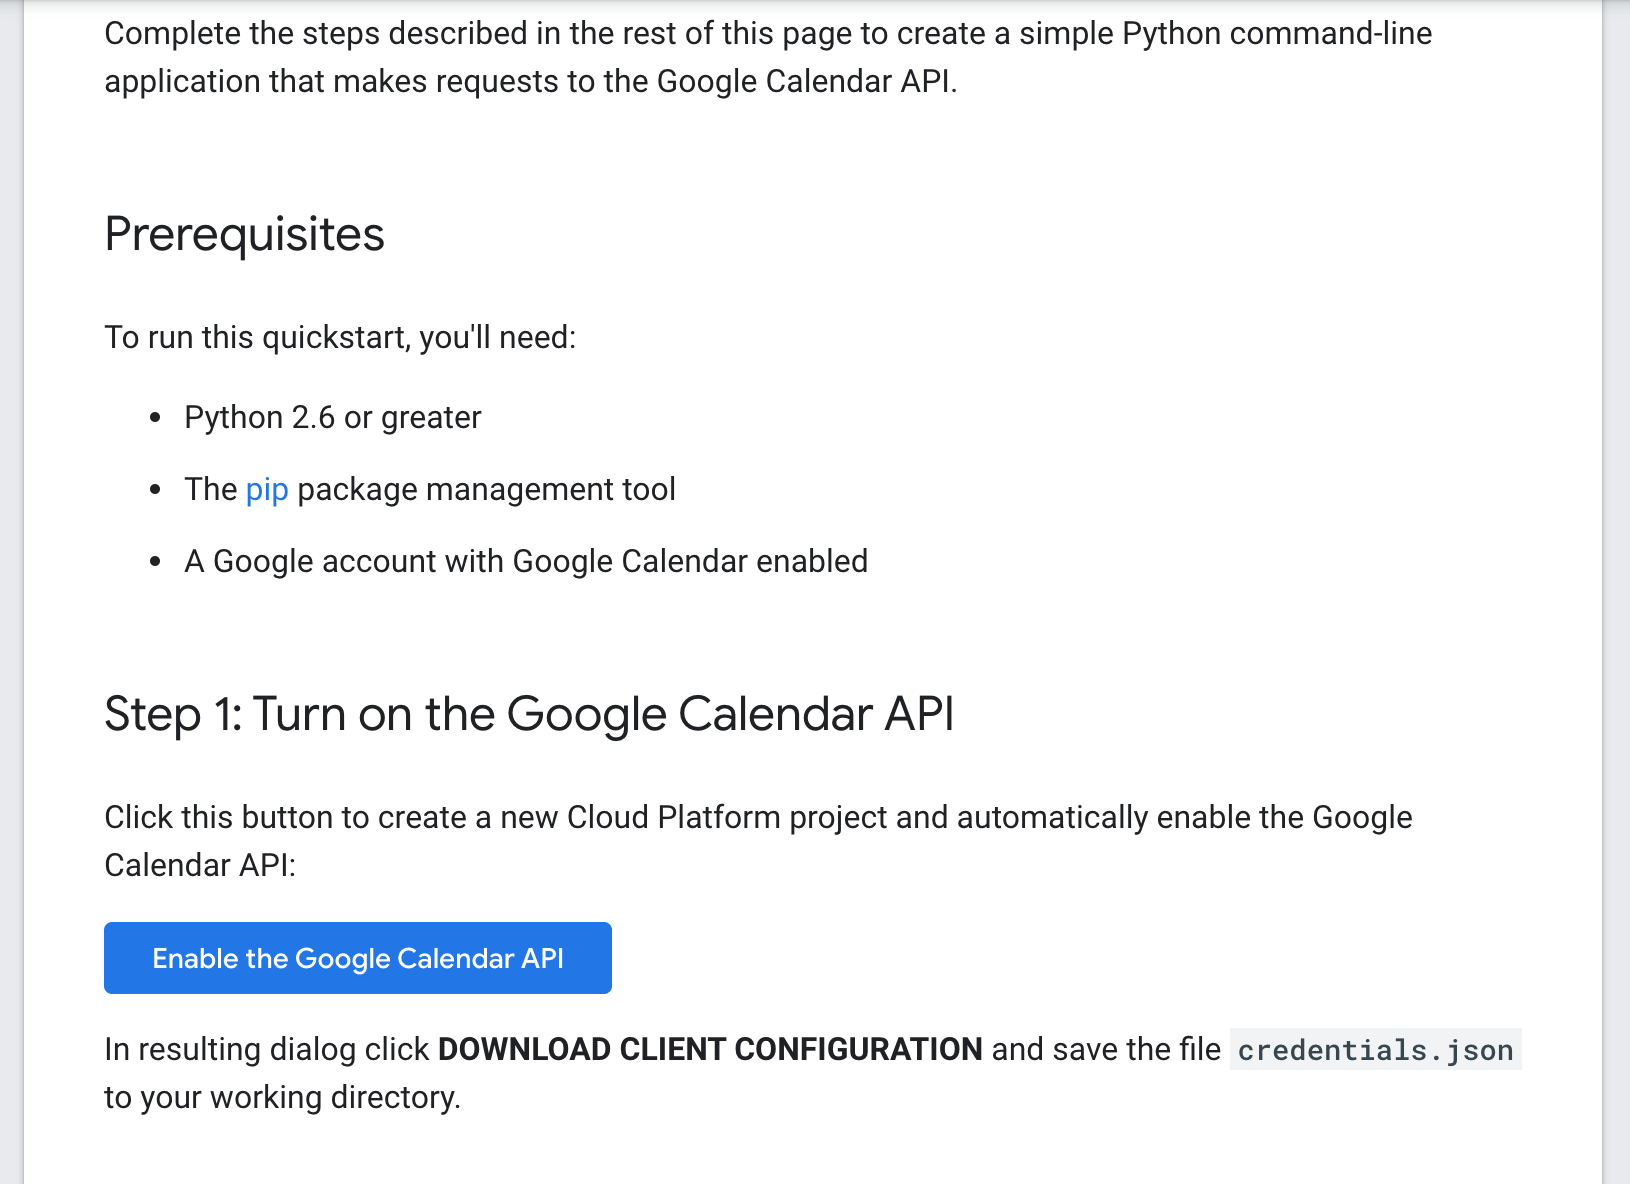 Complete the steps described in the rest of this page to create a simple Python command-line
application that makes requests to the Google Calendar API.
Prerequisites
To run this quickstart, you'll need:
• Python 2.6 or greater
• The pip package management tool
• A Google account with Google Calendar enabled
Step 1: Turn on the Google Calendar API
Click this button to create a new Cloud Platform project and automatically enable the Google
Calendar API:
Enable the Google Calendar API
In resulting dialog click DOWNLOAD CLIENT CONFIGURATION and save the file credentials.json
to your working directory.